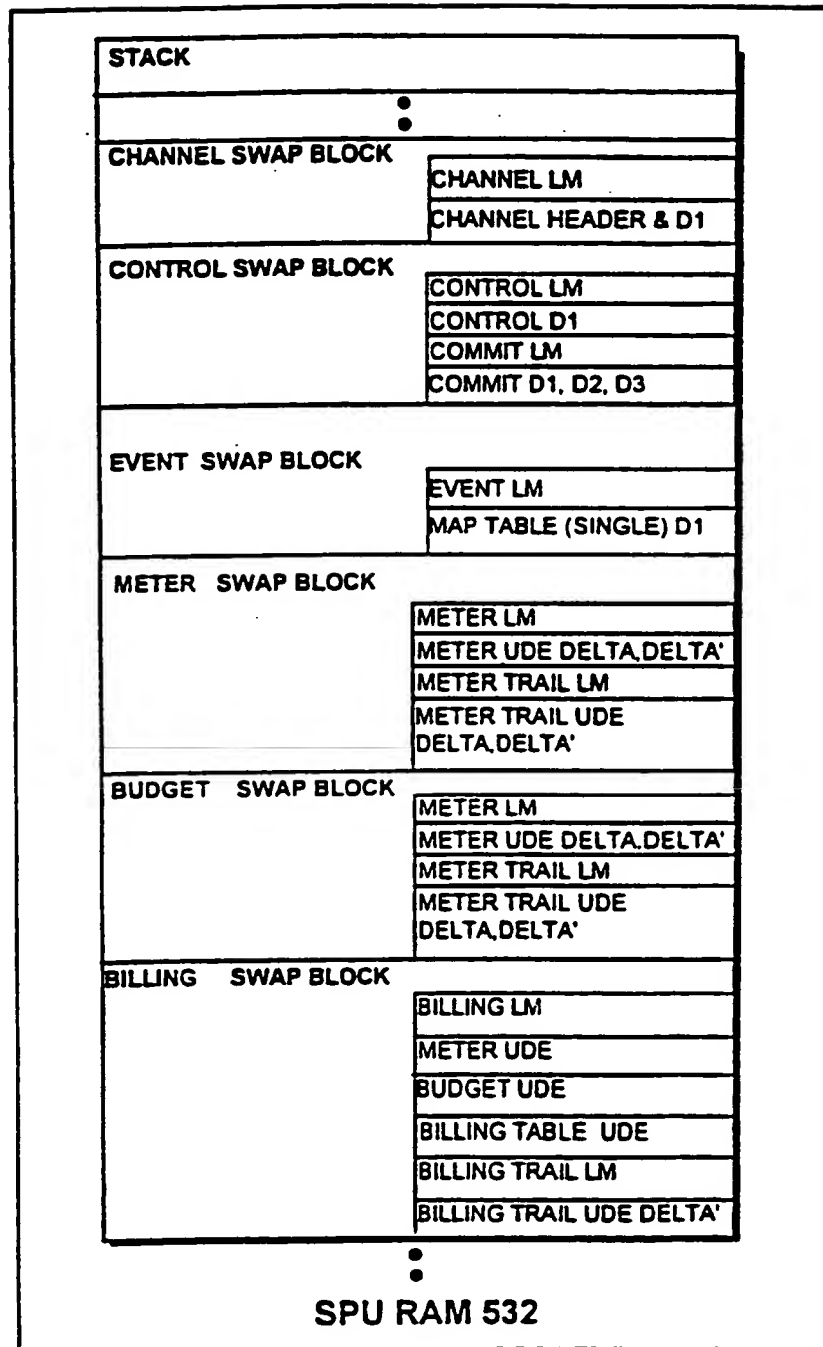 STACK
CHANNEL SWAP BLOCK
CHANNEL LM
CHANNEL HEADER & D1
CONTROL SWAP BLOCK
CONTROL LM
CONTROL D1
COMMIT LM
COMMIT D1, D2, D3
EVENT SWAP BLOCK
EVENT LM
MAP TABLE (SINGLE) D1
METER SWAP BLOCK
METER LM
METER UDE DELTA,DELTA'
METER TRAIL LM
METER TRAIL UDE
DELTA,DELTA'
BUDGET SWAP BLOCK
METER LM
METER UDE DELTA.DELTA'
METER TRAIL LM
METER TRAIL UDE
DELTA,DELTA'
BILLING SWAP BLOCK
BILLING LM
METER UDE
BUDGET UDE
BILLING TABLE UDE
BILLING TRAIL LM
BILLING TRAIL UDE DELTA'
SPU RAM 532